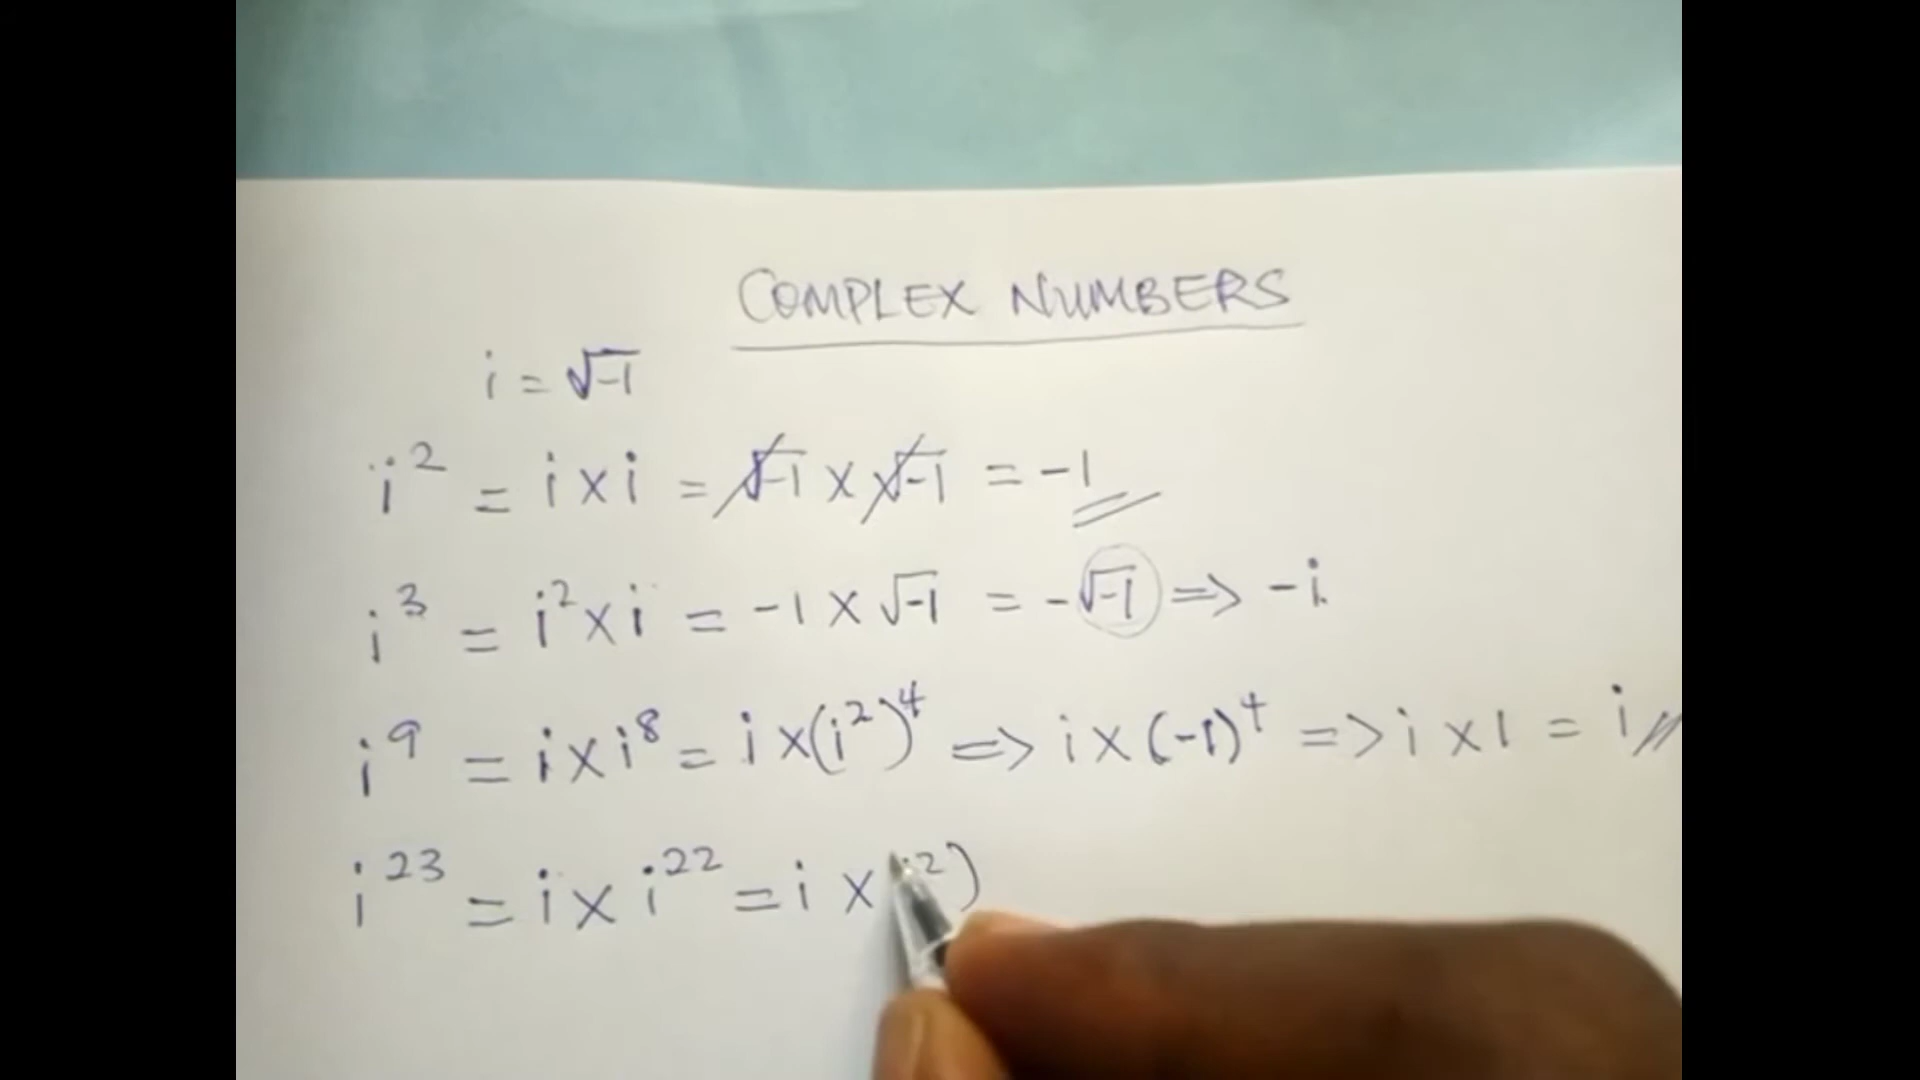 COMPLEX NUMBERS
i = √-1
i² = i × i = √-1 × √-1 = -1
i³ = i² × i = -1 × √-1 = -√-1 => -i
i⁹ = i × i⁸ = i × (i²)⁴ => i × (-1)⁴ => i × 1 = i
i²³ = i × i²² = i × i²)